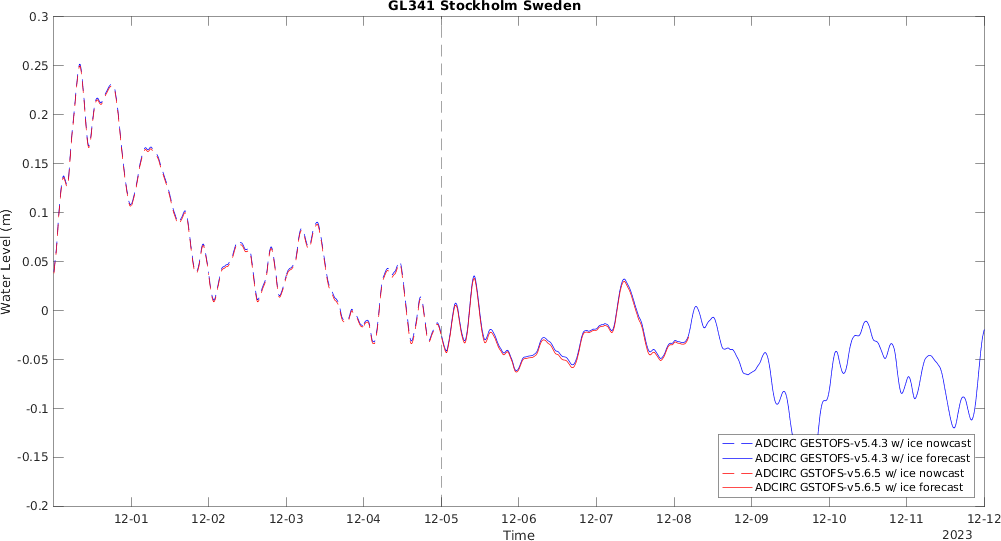 GL341 Stockholm Sweden
0.3
0.25
0.2
0.15
0.1
0.05
0
-0.05
-0.1
-0.15
-0.2
Water Level (m)
ADCIRC GESTOFS-v5.4.3 w/ ice nowcast
ADCIRC GESTOFS-v5.4.3 w/ ice forecast
ADCIRC GSTOFS-v5.6.5 w/ ice nowcast
ADCIRC GSTOFS-v5.6.5 w/ ice forecast
12-01 12-02 12-03 12-04 12-05 12-06 12-07 12-08 12-09 12-10 12-11 12-12
Time
2023